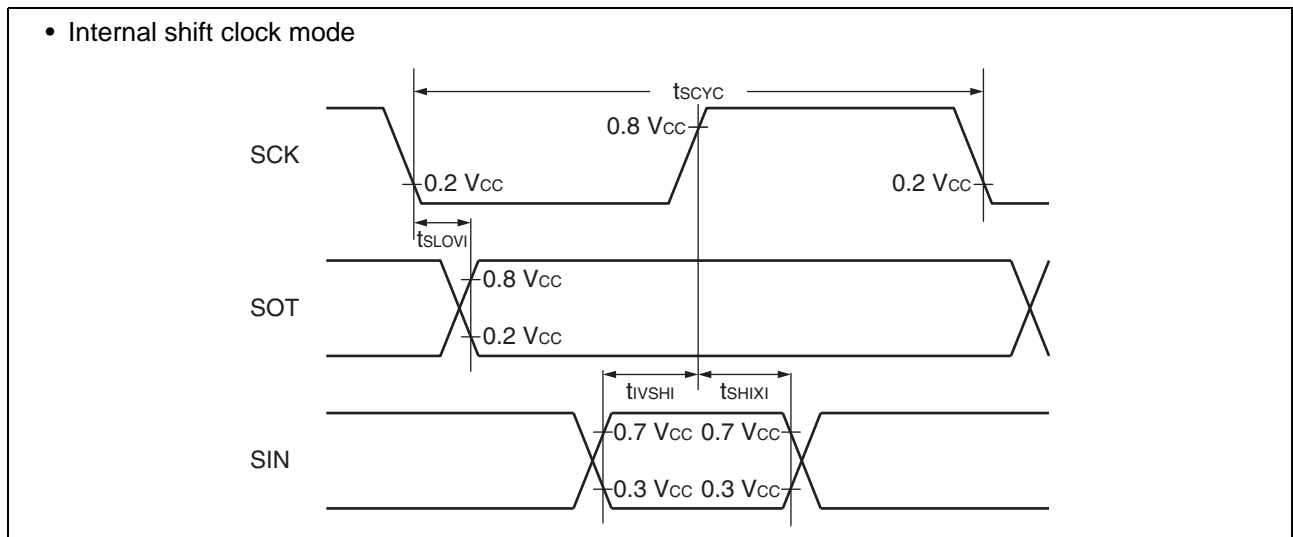 • Internal shift clock mode
tSCYC
0.8 VCC
SCK
0.2 VCC
0.2 VCC
tSLOVI
0.8 VCC
SOT
0.2 VCC
tIVSHI
tSHIXI
0.7 VCC 0.7 VCC
SIN
0.3 VCC 0.3 VCC